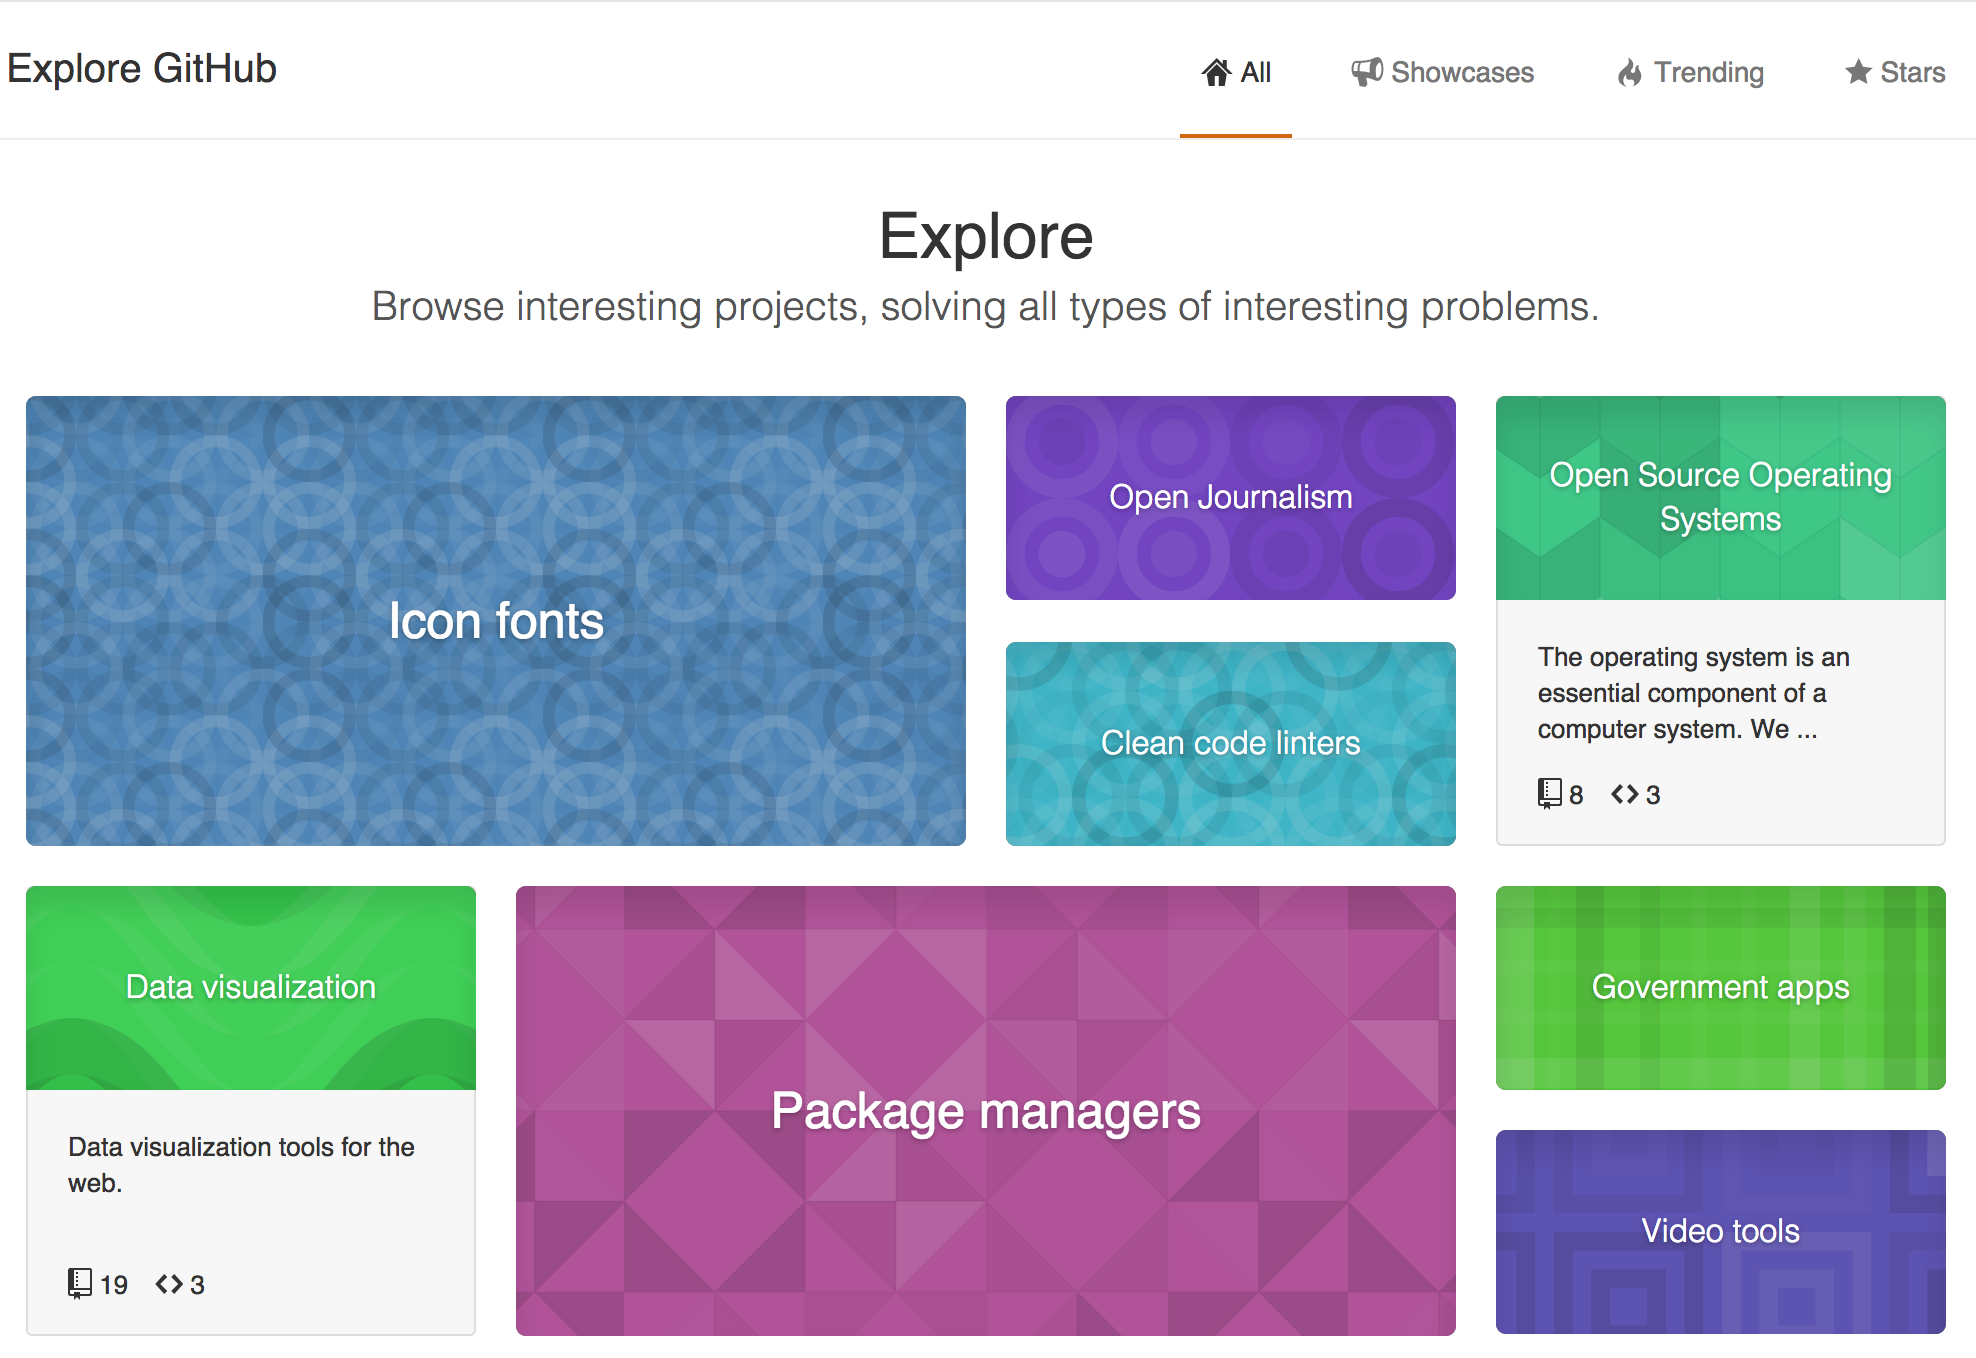 Explore GitHub
All
Showcases
Trending
Stars
Explore
Browse interesting projects, solving all types of interesting problems.
Icon fonts
Open Journalism
Clean code linters
Open Source Operating
Systems
The operating system is an
essential component of a
computer system. We ...
8 3
Data visualization
Data visualization tools for the
web.
19 3
Package managers
Government apps
Video tools